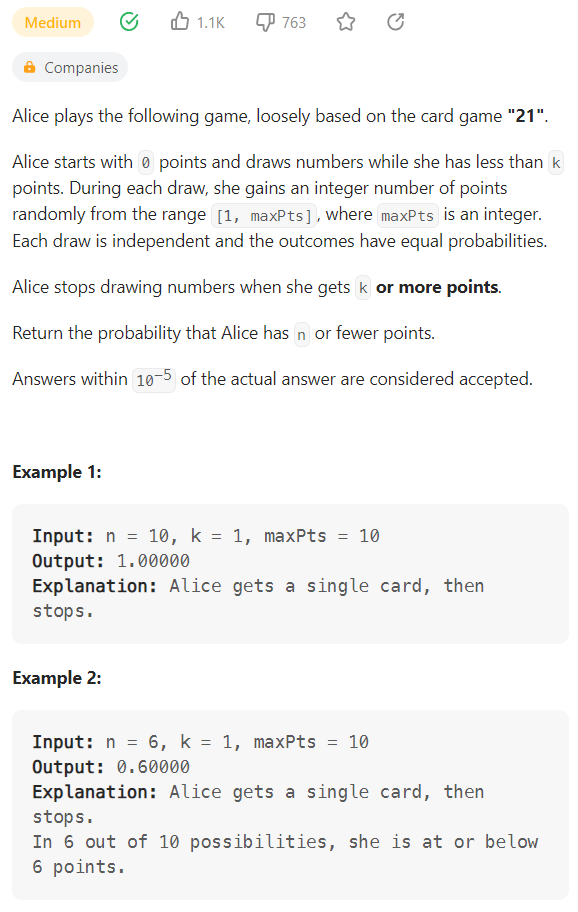 Medium 1.1K 763
Companies
Alice plays the following game, loosely based on the card game "21".
Alice starts with 0 points and draws numbers while she has less than k
points. During each draw, she gains an integer number of points
randomly from the range [1, maxPts], where maxPts is an integer.
Each draw is independent and the outcomes have equal probabilities.
Alice stops drawing numbers when she gets k or more points.
Return the probability that Alice has n or fewer points.
Answers within 10⁻⁵ of the actual answer are considered accepted.
Example 1:
Input: n = 10, k = 1, maxPts = 10
Output: 1.00000
Explanation: Alice gets a single card, then
stops.
Example 2:
Input: n = 6, k = 1, maxPts = 10
Output: 0.60000
Explanation: Alice gets a single card, then
stops.
In 6 out of 10 possibilities, she is at or below
6 points.